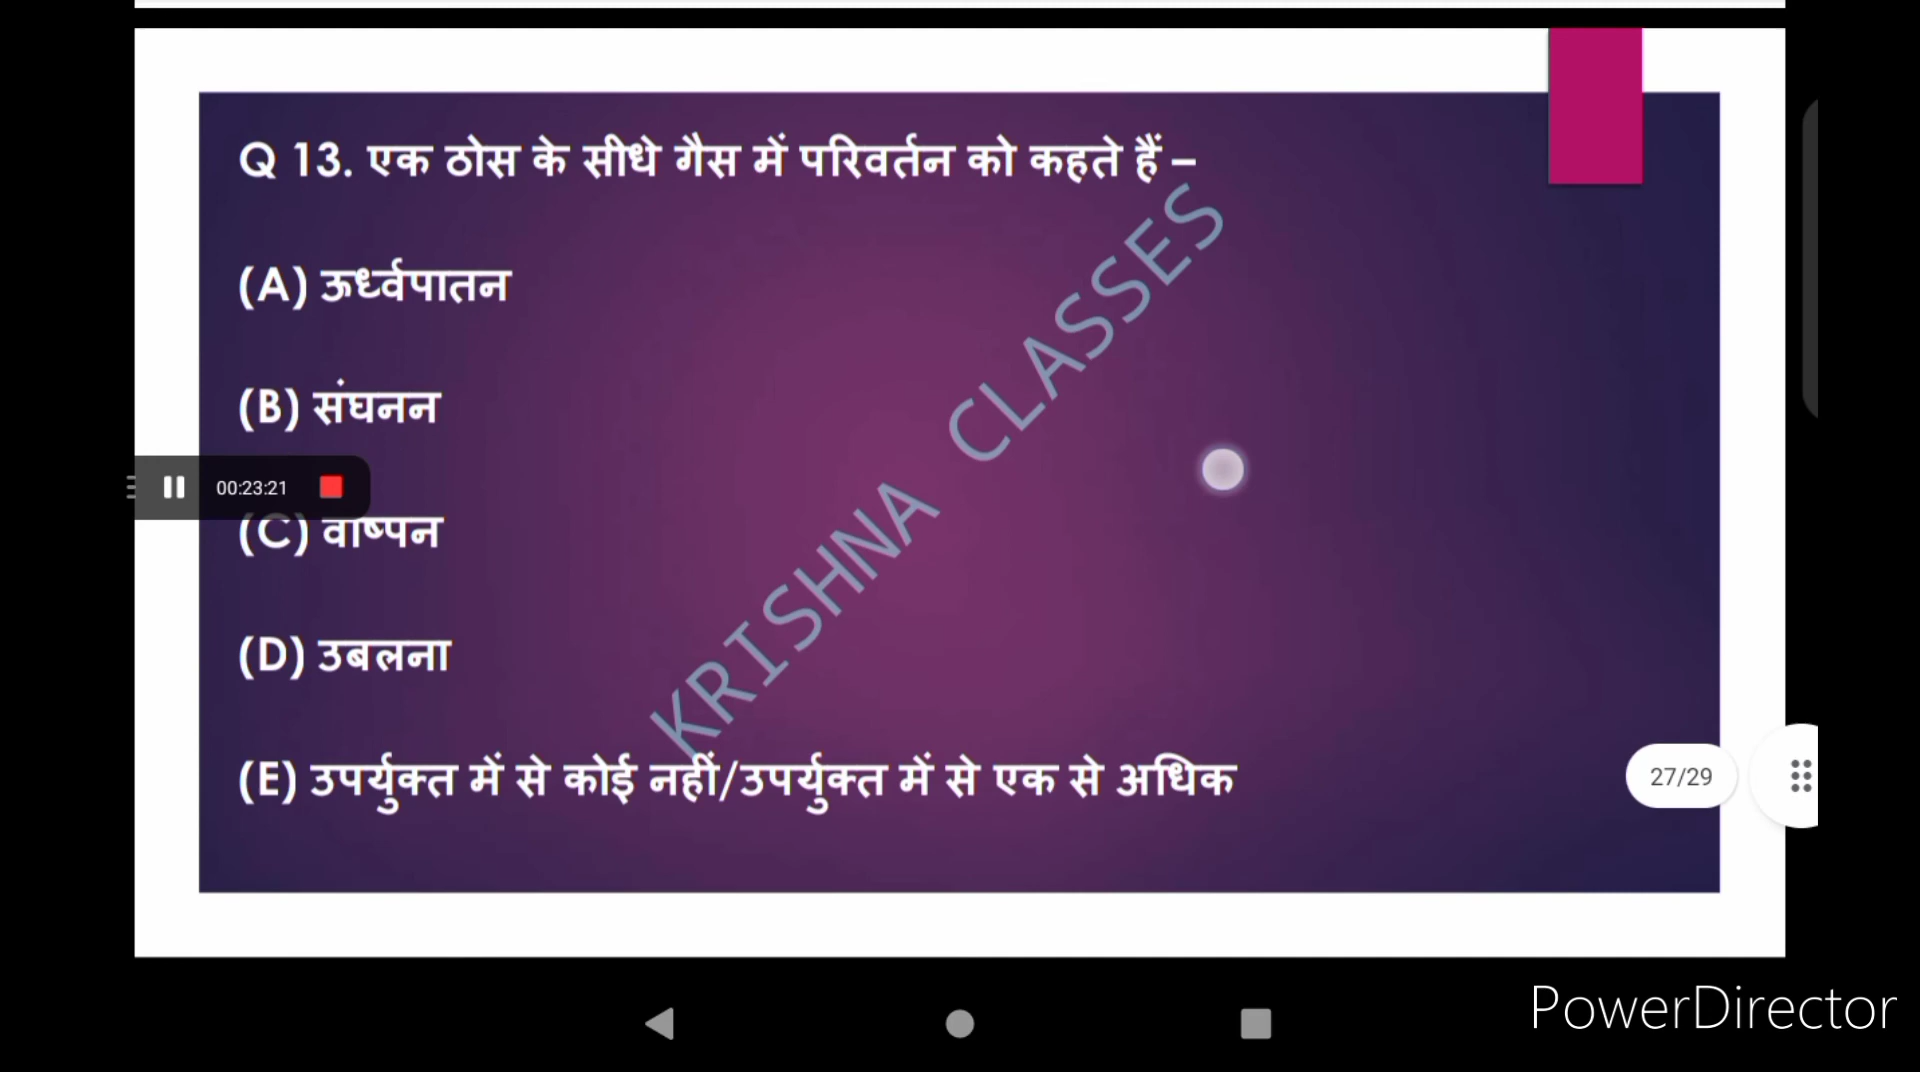 Q 13. एक ठोस के सीधे गैस में परिवर्तन को कहते हैं –
(A) ऊर्ध्वपातन
(B) संघनन
00:23:21
(C) वाष्पन
(D) उबलना
(E) उपर्युक्त में से कोई नहीं/उपर्युक्त में से एक से अधिक
KRISHNA CLASSES
27/29
PowerDirector